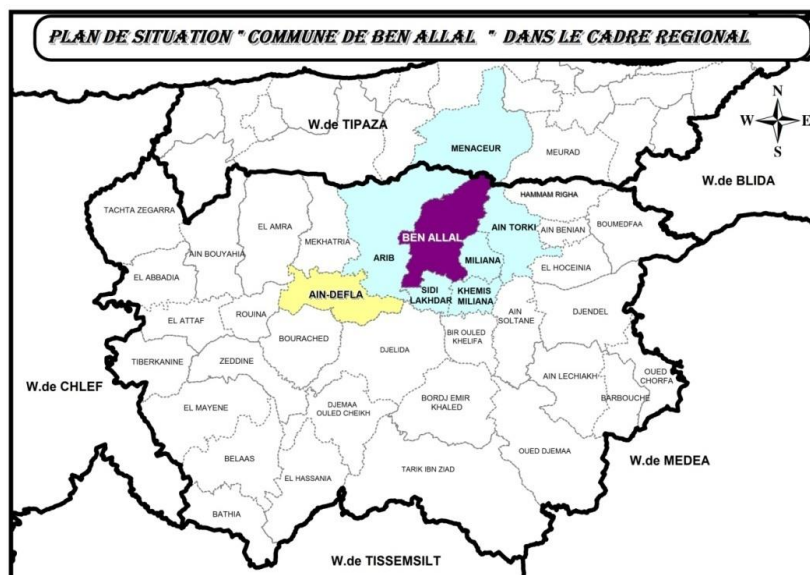 PLAN DE SITUATION " COMMUNE DE BEN ALLAL " DANS LE CADRE REGIONAL
N
W
E
S
W.de TIPAZA
MENACEUR
MEURAD
W.de BLIDA
TACHTA ZEGARRA
HAMMAM RIGHA
EL AMRA
AIN TORKI
BOUMEDFAA
AIN BENIAN
BEN ALLAL
MEKHATRIA
AIN BOUYAHIA
ARIB
MILIANA
EL HOCEINIA
EL ABBADIA
SIDI
LAKHDAR
KHEMIS
MILIANA
AIN-DEFLA
AIN
SOLTANE
DJENDEL
ROUINA
EL ATTAF
BOURACHED
BIR OULED
KHELIFA
DJELIDA
TIBERKANINE
ZEDDINE
OUED
CHORFA
AIN LECHIAKH
W.de CHLEF
BARBOUCHE
EL MAYENE
DJEMAA
OULED CHEIKH
BORDJ EMIR
KHALED
OUED DJEMAA
BELAAS
W.de MEDEA
TARIK IBN ZIAD
EL HASSANIA
BATHIA
W.de TISSEMSILT